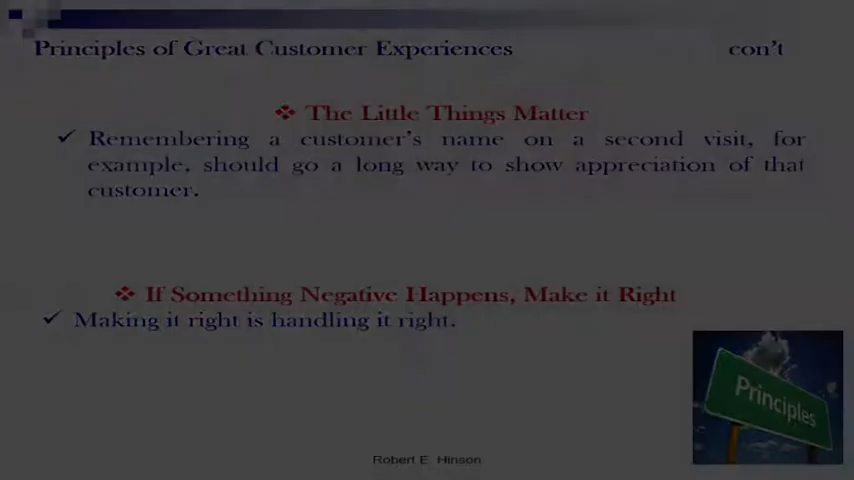 Principles of Great Customer Experiences con't
❖ The Little Things Matter
✓ Remembering a customer's name on a second visit, for
example, should go a long way to show appreciation of that
customer.
❖ If Something Negative Happens, Make it Right
✓ Making it right is handling it right.
Principles
Robert E. Hinson